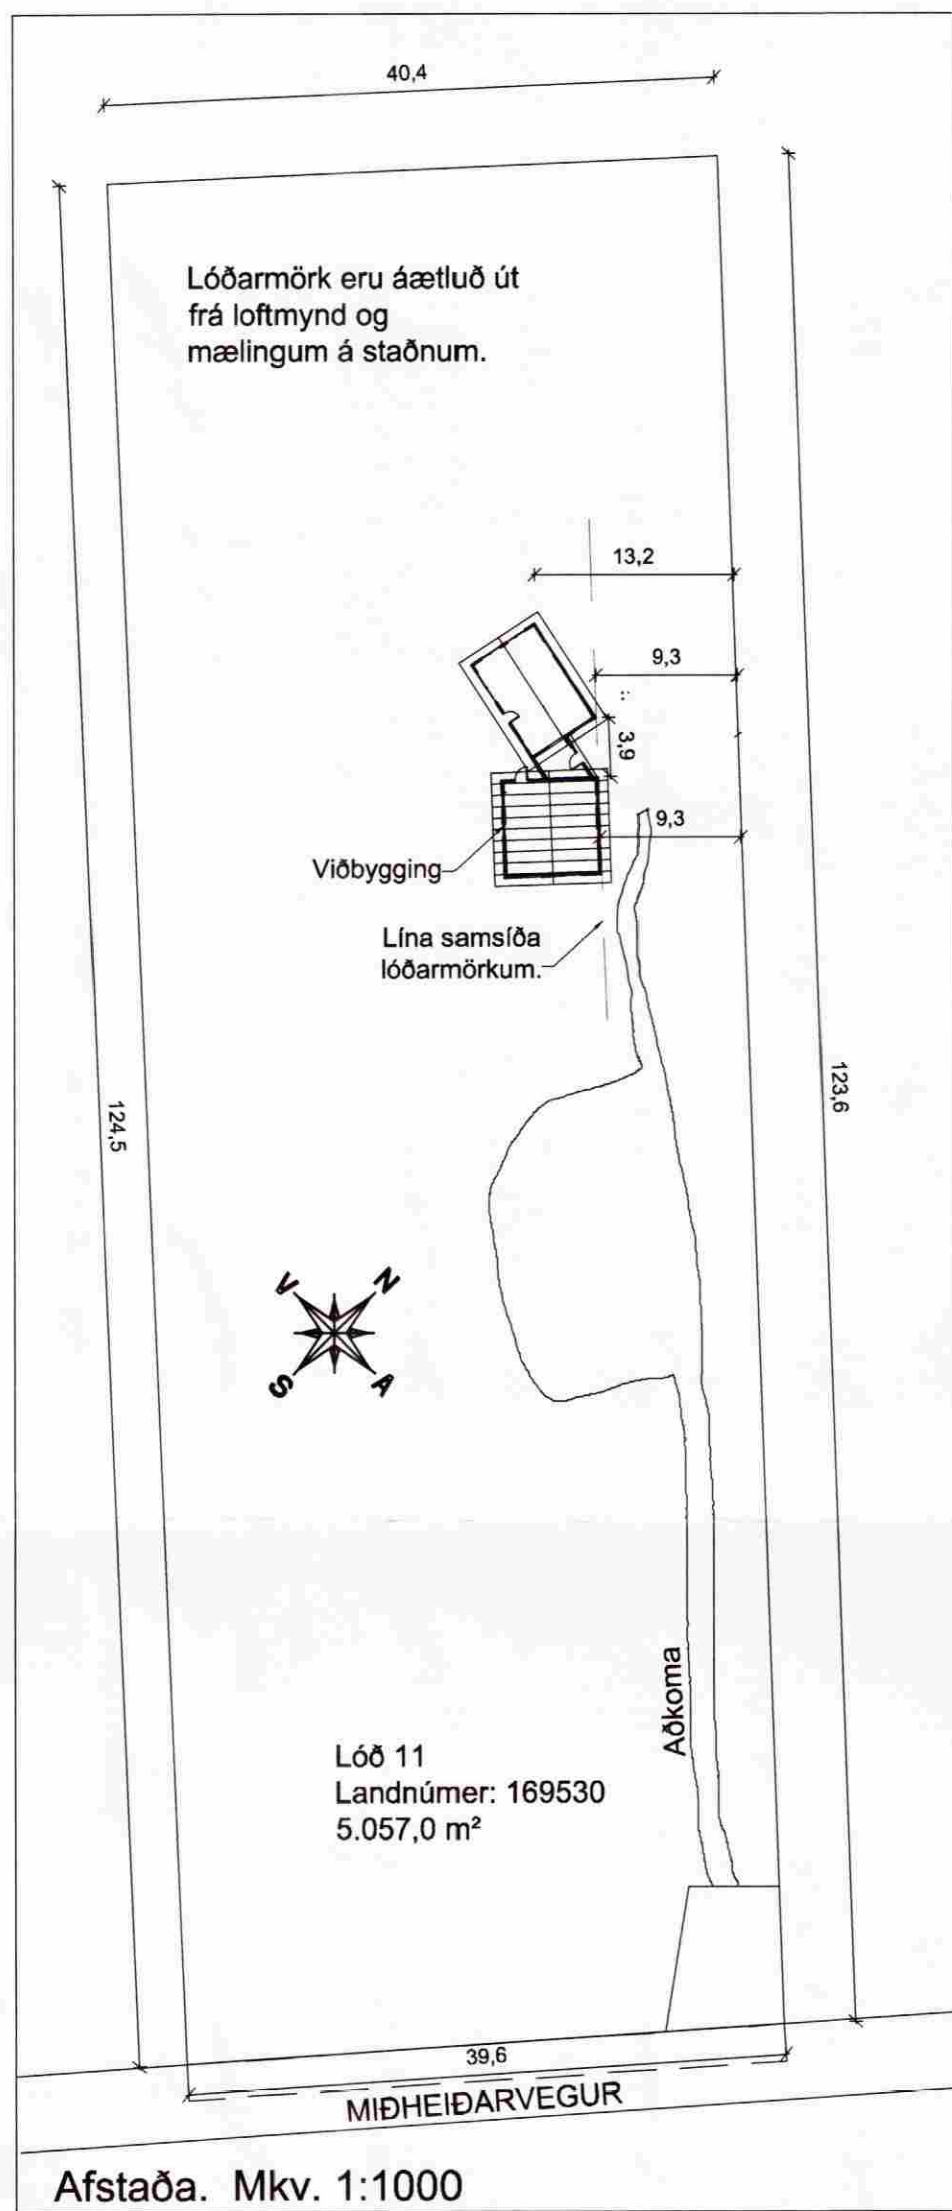 40,4
Lóðarmörk eru áætluð út
frá loftmynd og
mælingum á staðnum.
13,2
9,3
3,9
9,3
Viðbygging
Lína samsíða
lóðarmörkum.
124,5
123,6
V N
S A
Aðkoma
Lóð 11
Landnúmer: 169530
5.057,0 m²
39,6
MIÐHEIÐARVEGUR
Afstaða. Mkv. 1:1000